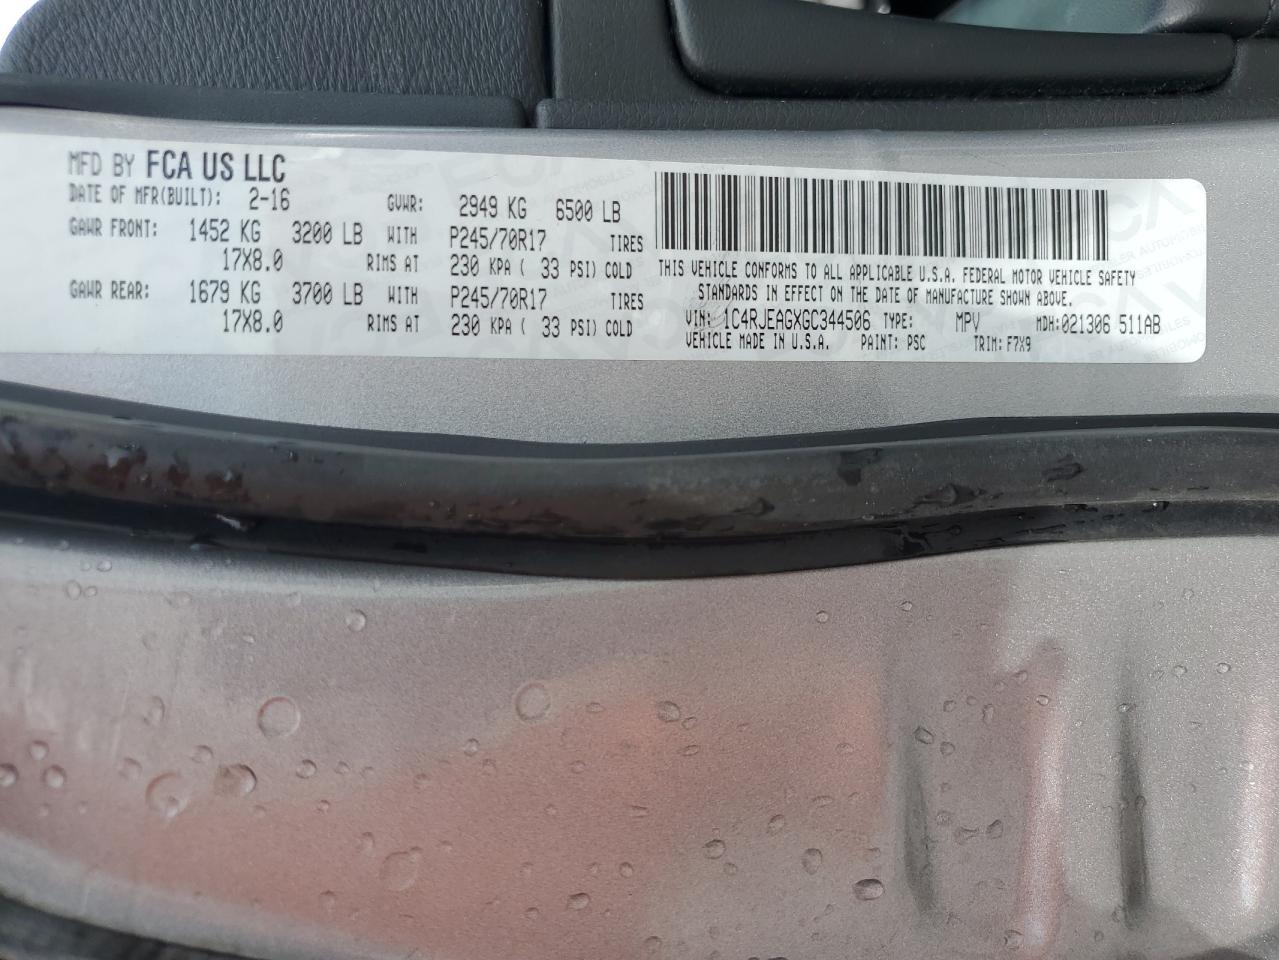 MFD BY FCA US LLC
DATE OF MFR(BUILT): 2-16 GVWR: 2949 KG 6500 LB
GAWR FRONT: 1452 KG 3200 LB WITH P245/70R17 TIRES
17X8.0 RIMS AT 230 KPA ( 33 PSI) COLD
GAWR REAR: 1679 KG 3700 LB WITH P245/70R17 TIRES
17X8.0 RIMS AT 230 KPA ( 33 PSI) COLD
THIS VEHICLE CONFORMS TO ALL APPLICABLE U.S.A. FEDERAL MOTOR VEHICLE SAFETY
STANDARDS IN EFFECT ON THE DATE OF MANUFACTURE SHOWN ABOVE.
VIN: 1C4RJEAGXGC344506 TYPE: MPV MDH:021306 511AB
VEHICLE MADE IN U.S.A. PAINT: PSC TRIM: F7X9